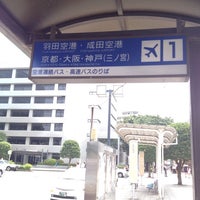 羽田空港・成田空港
京都・大阪・神戸(三ノ宮)
空港連絡バス・高速バスのりば
1